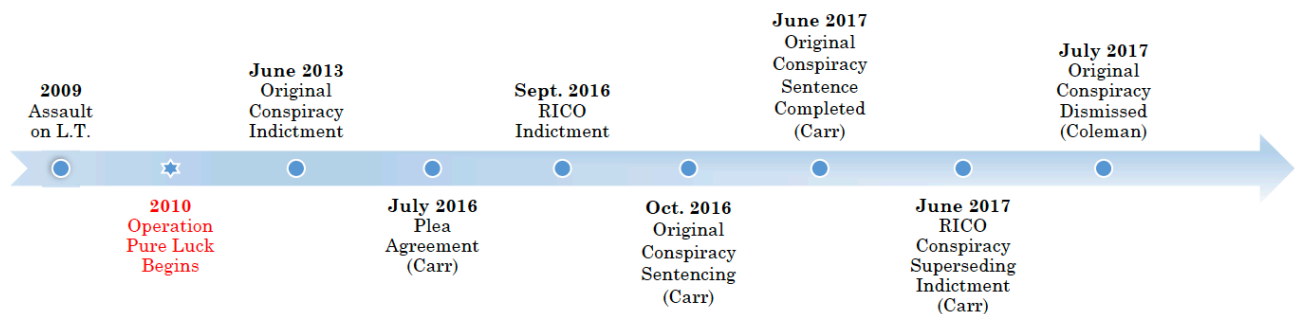 2009
Assault
on L.T.
2010
Operation
Pure Luck
Begins
June 2013
Original
Conspiracy
Indictment
July 2016
Plea
Agreement
(Carr)
Sept. 2016
RICO
Indictment
Oct. 2016
Original
Conspiracy
Sentencing
(Carr)
June 2017
Original
Conspiracy
Sentence
Completed
(Carr)
June 2017
RICO
Conspiracy
Superseding
Indictment
(Carr)
July 2017
Original
Conspiracy
Dismissed
(Coleman)